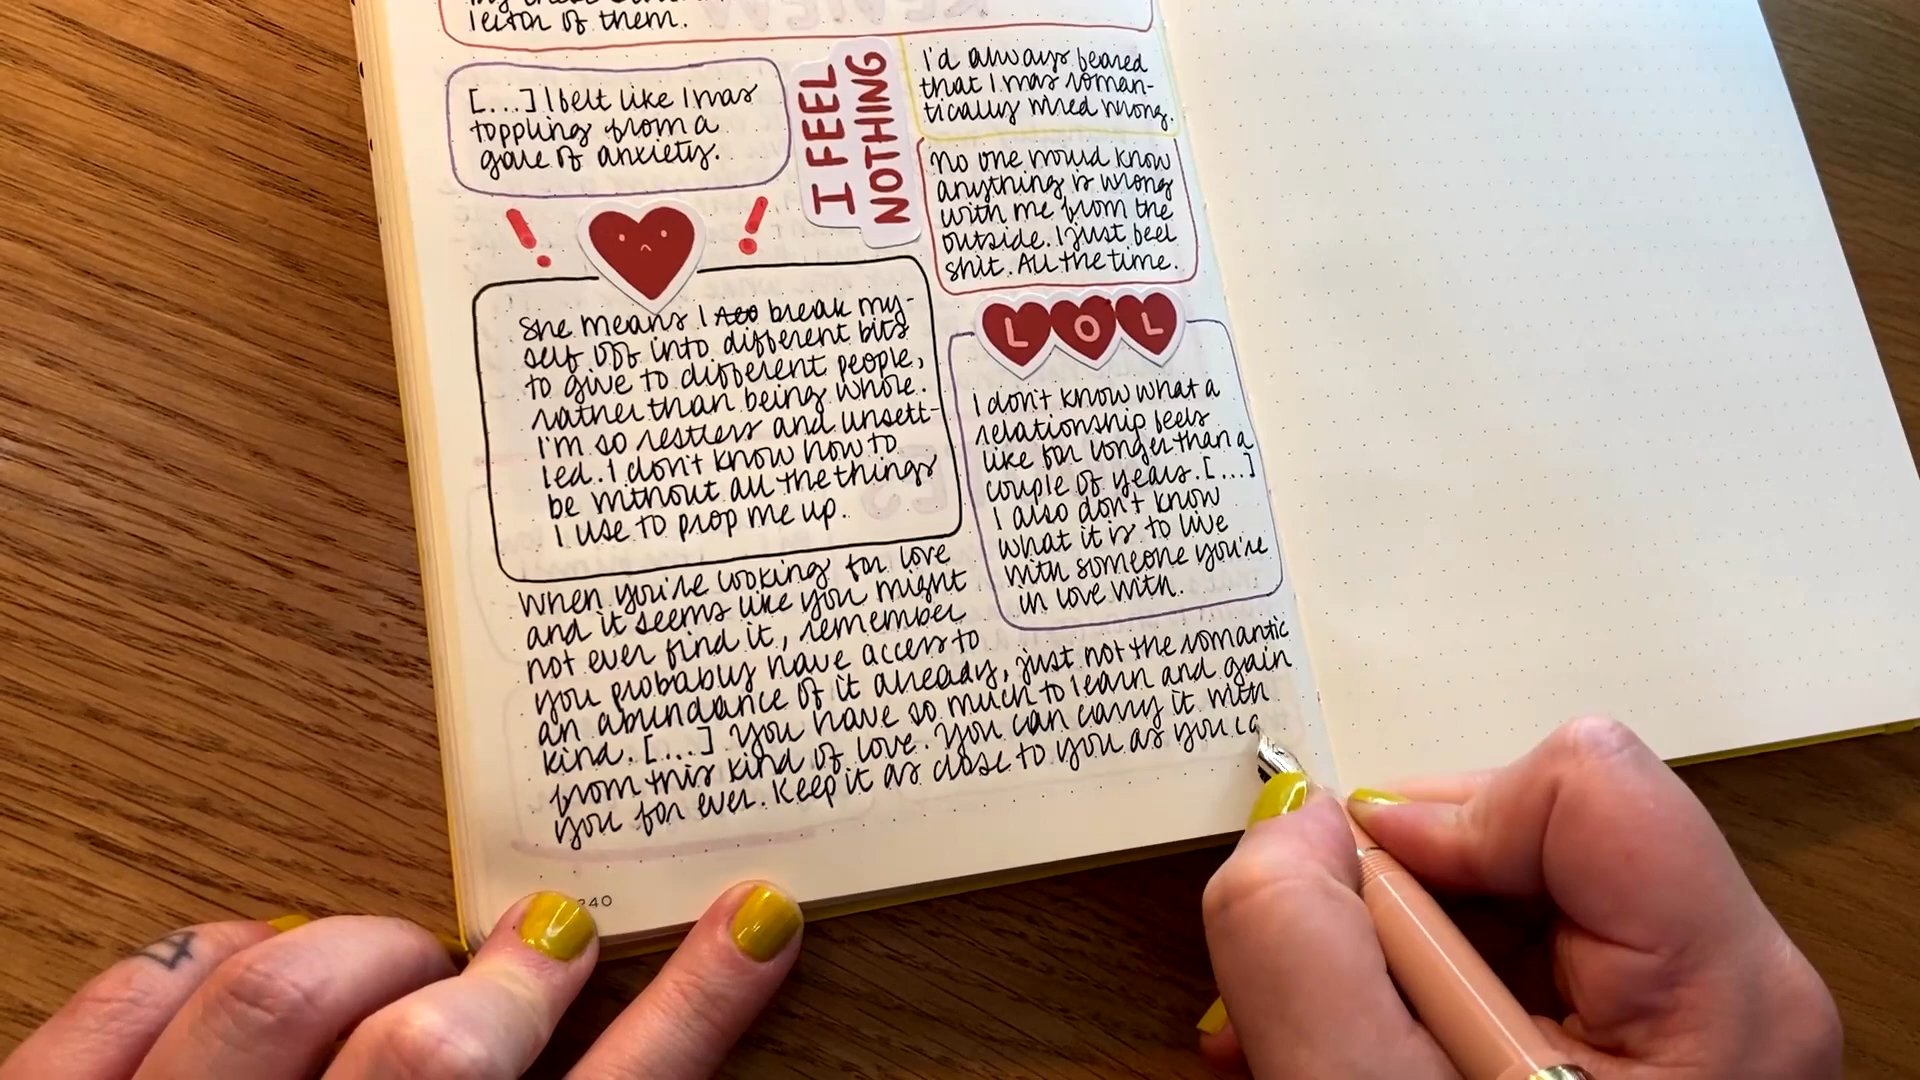 letion of them.
[....] I felt like I was
toppling from a
gale of anxiety.
I FEEL
NOTHING
I'd always feared
that I was roman-
tically wired wrong.
No one would know
anything is wrong
with me from the
outside. I just feel
shit. All the time.
She means I break my-
self off into different bits
to give to different people,
rather than being whole.
I'm so restless and unsett-
led. I don't know how to
be without all the things
I use to prop me up.
LOL
I don't know what a
relationship feels
like for longer than a
couple of years. [....]
I also don't know
what it is to live
with someone you're
in love with.
When you're looking for love
and it seems like you might
not ever find it, remember
you probably have access to
an abundance of it already, just not the romantic
kind. [....] You have so much to learn and gain
from this kind of love. You can carry it with
you for ever. Keep it as close to you as you ca
240